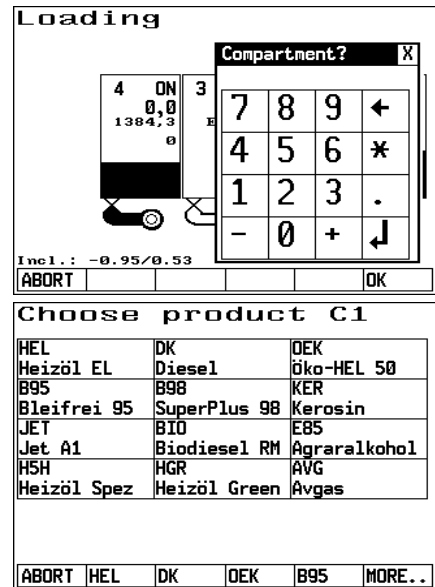 Loading
Compartment? X
4 ON 3
0,0
1384,3 E
0
7 8 9 ←
4 5 6 *
1 2 3 .
- 0 + ↲
Incl.: -0.95/0.53
ABORT OK
Choose product C1
HEL DK OEK
Heizöl EL Diesel Öko-HEL 50
B95 B98 KER
Bleifrei 95 SuperPlus 98 Kerosin
JET BIO E85
Jet A1 Biodiesel RM Agraralkohol
H5H HGR AVG
Heizöl Spez Heizöl Green Avgas
ABORT HEL DK OEK B95 MORE..